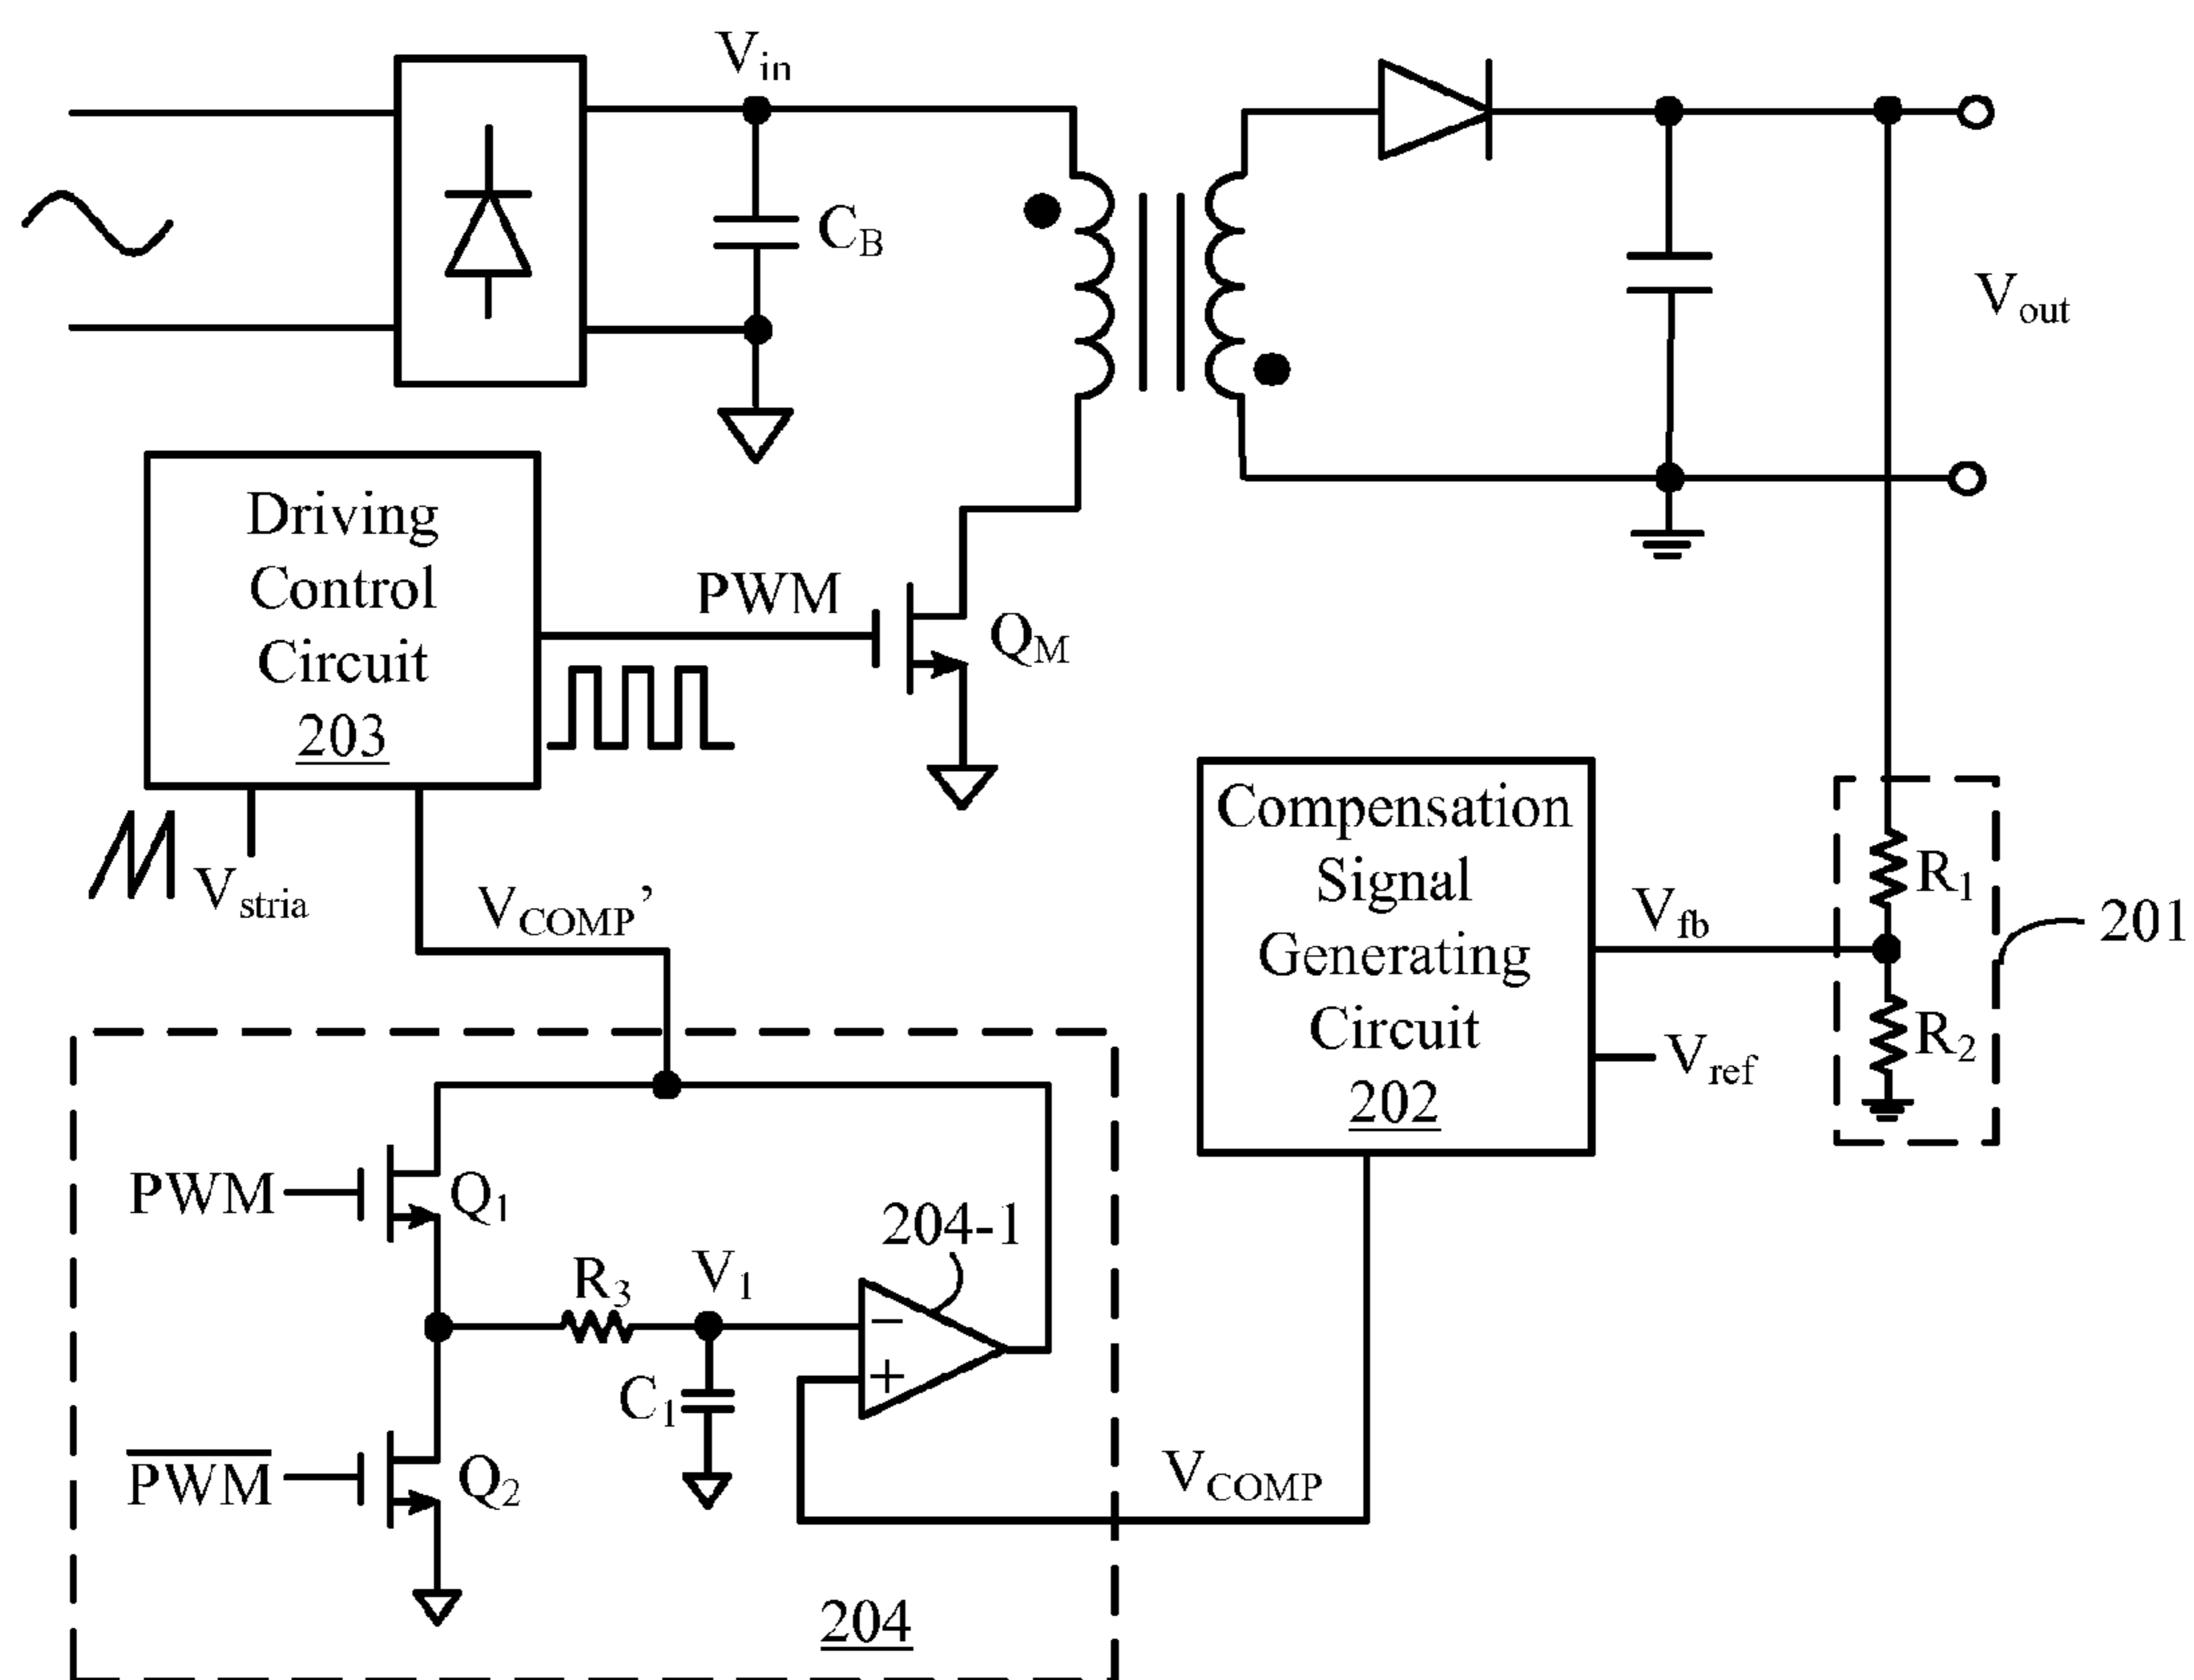 Vin
CB
Vout
Driving
Control
Circuit
203
PWM
QM
Vstria
VCOMP’
Compensation
Signal
Generating
Circuit
202
Vfb
Vref
R1
R2
201
PWM
Q1
R3
V1
204-1
−
+
C1
PWM
Q2
VCOMP
204